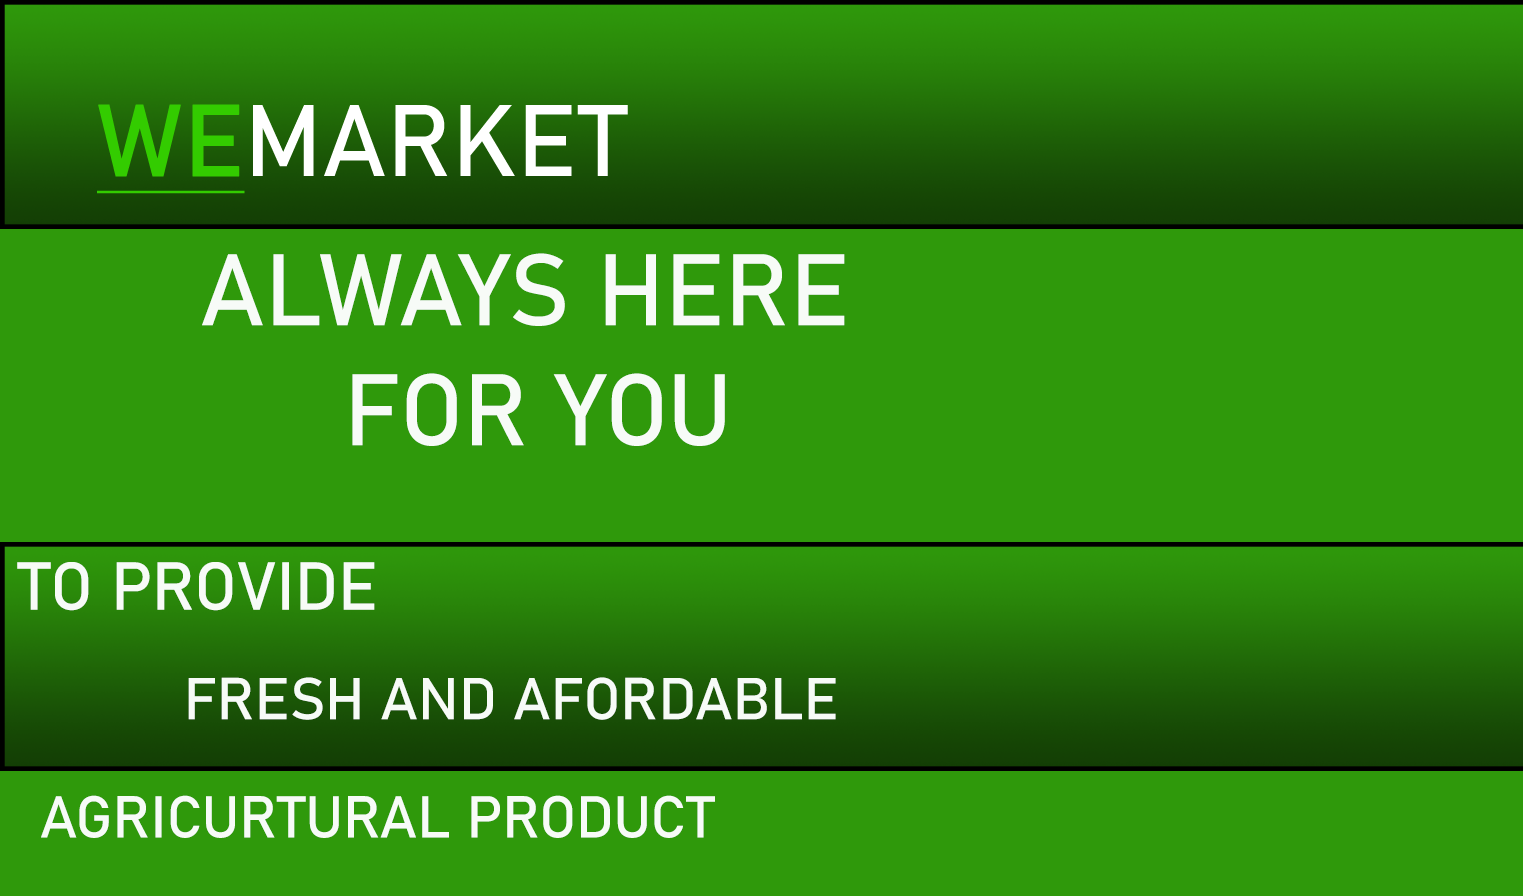 WEMARKET
ALWAYS HERE
FOR YOU
TO PROVIDE
FRESH AND AFORDABLE
AGRICURTURAL PRODUCT